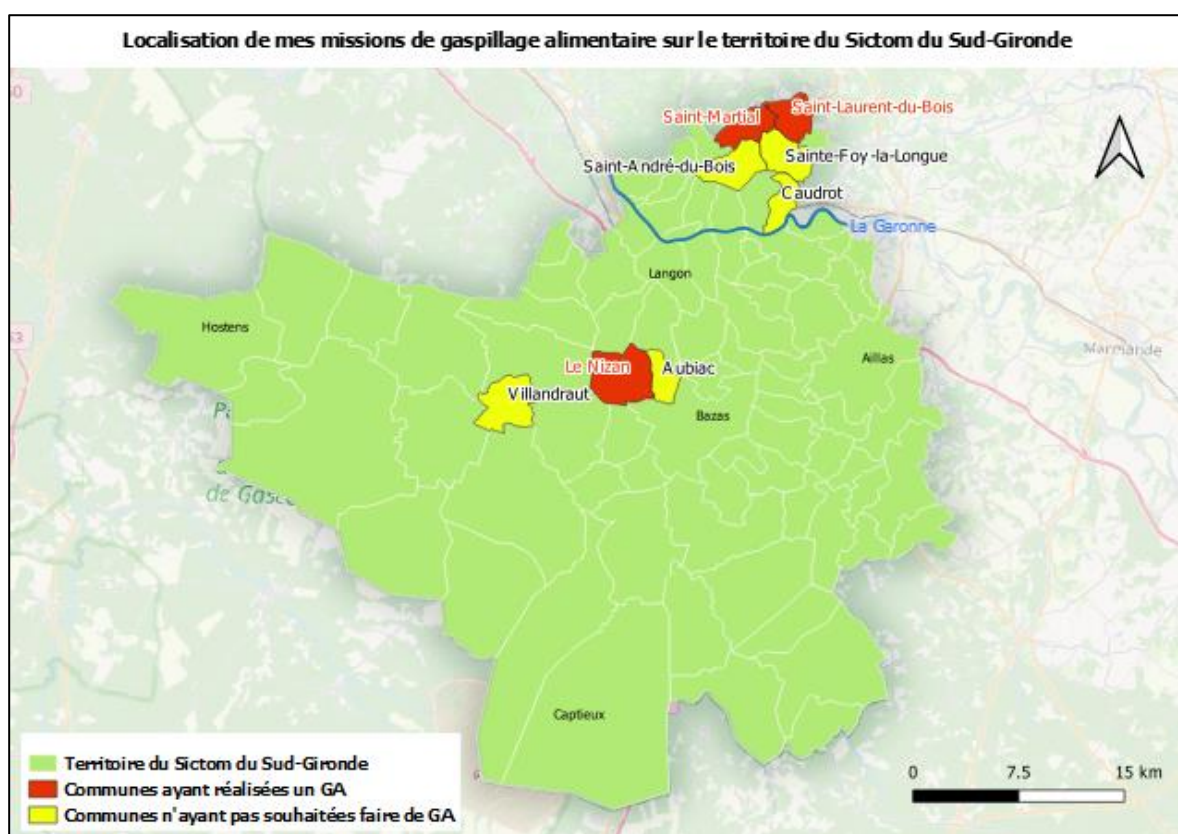 Localisation de mes missions de gaspillage alimentaire sur le territoire du Sictom du Sud-Gironde
Saint-Martial
Saint-Laurent-du-Bois
Saint-André-du-Bois
Sainte-Foy-la-Longue
Caudrot
La Garonne
Langon
Hostens
Marmande
Aillas
Le Nizan
Aubiac
Villandraut
Bazas
de Gasc
Captieux
Territoire du Sictom du Sud-Gironde
Communes ayant réalisées un GA
Communes n'ayant pas souhaitées faire de GA
0 7.5 15 km